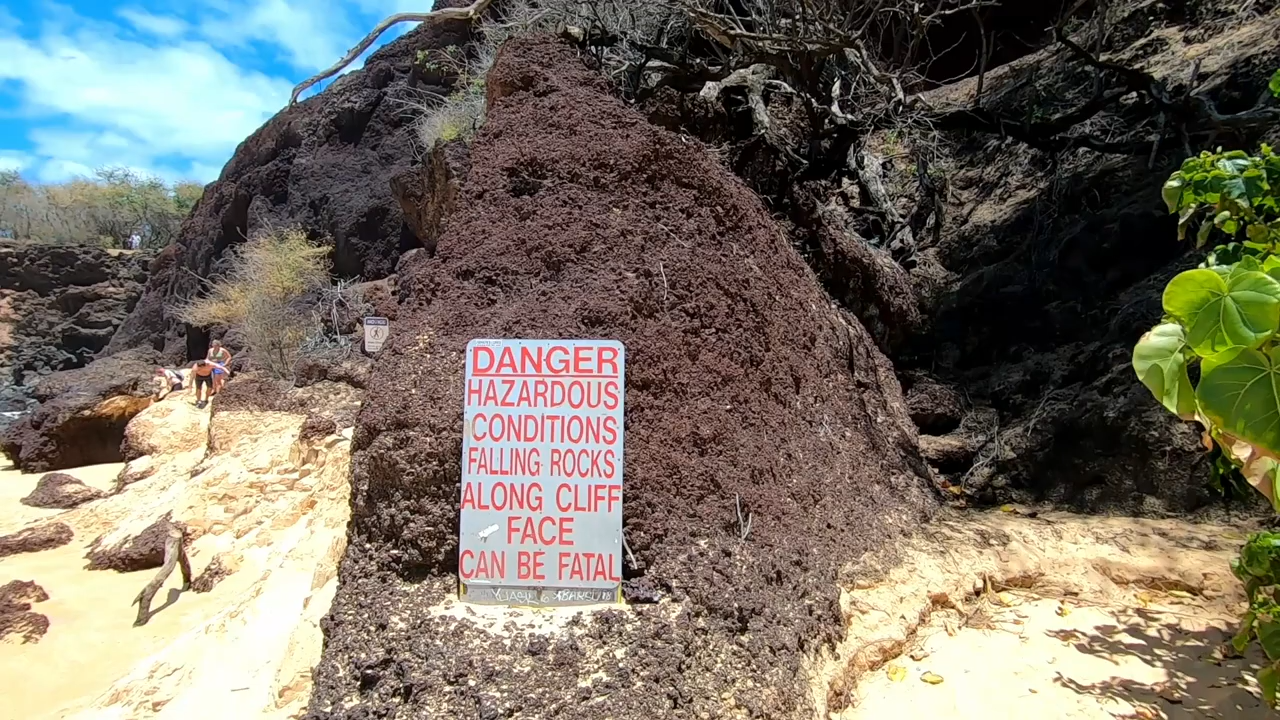 DANGER
HAZARDOUS
CONDITIONS
FALLING ROCKS
ALONG CLIFF
FACE
CAN BE FATAL